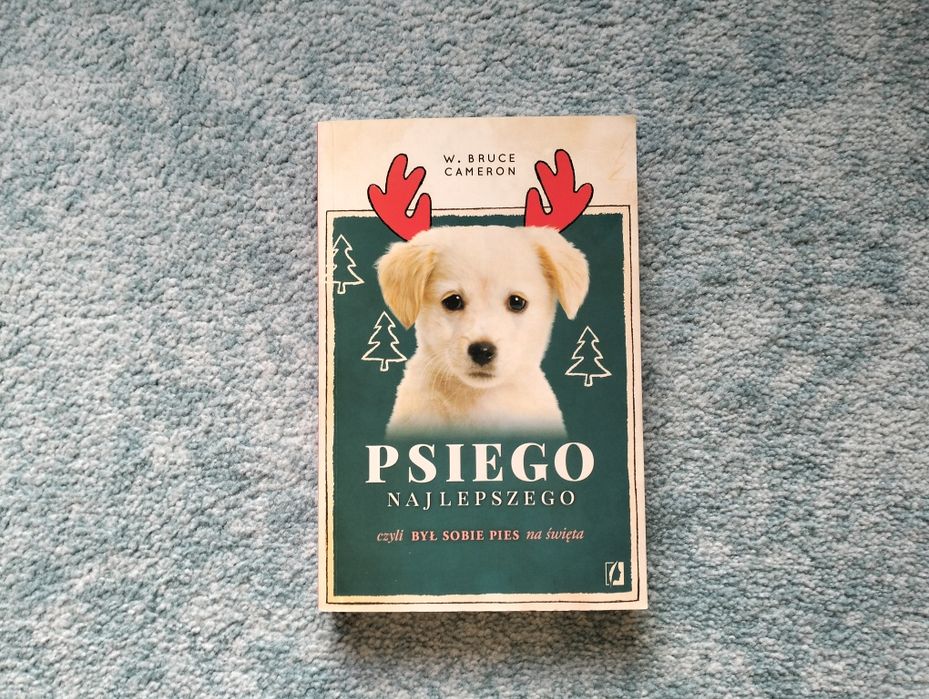 W. BRUCE
CAMERON
PSIEGO
NAJLEPSZEGO
czyli BYŁ SOBIE PIES na święta